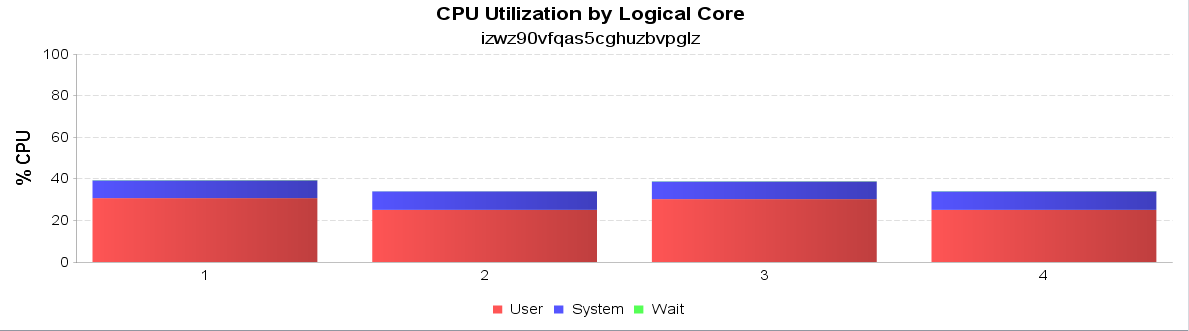 CPU Utilization by Logical Core
izwz90vfqas5cghuzbvpglz
% CPU
100
80
60
40
20
0
1 2 3 4
User System Wait